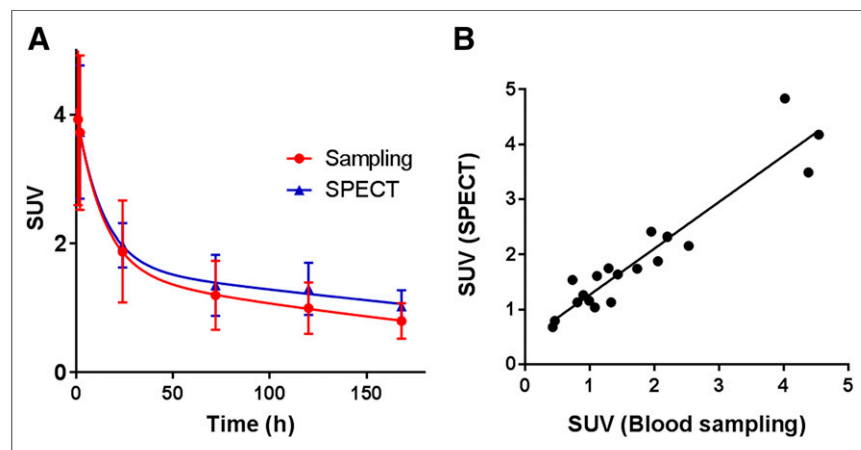 A
SUV
4
2
0
0
50
100
150
Time (h)
Sampling
SPECT
B
SUV (SPECT)
5
4
3
2
1
0
0
1
2
3
4
5
SUV (Blood sampling)